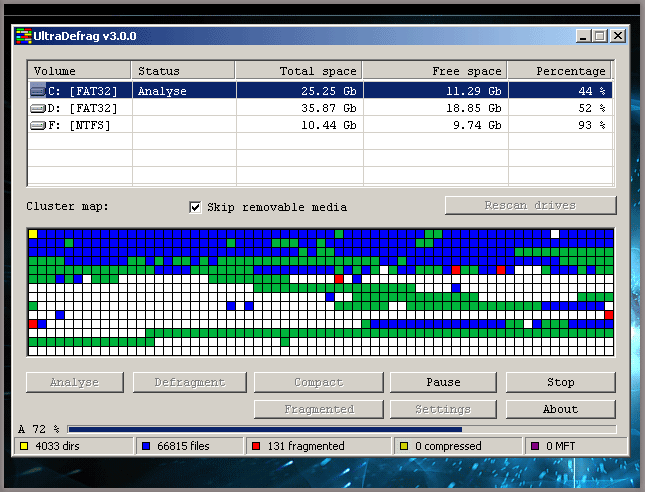 UltraDefrag v3.0.0
Volume Status Total space Free space Percentage
C: [FAT32] Analyse 25.25 Gb 11.29 Gb 44 %
D: [FAT32] 35.87 Gb 18.85 Gb 52 %
F: [NTFS] 10.44 Gb 9.74 Gb 93 %
Cluster map: Skip removable media Rescan drives
Analyse Defragment Compact Pause Stop
Fragmented Settings About
A 72 %
4033 dirs 66815 files 131 fragmented 0 compressed 0 MFT